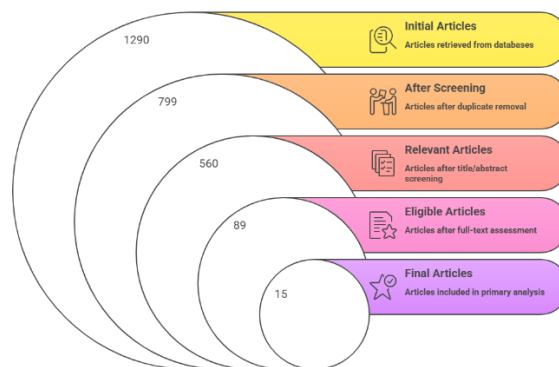 1290
Initial Articles
Articles retrieved from databases
799
After Screening
Articles after duplicate removal
560
Relevant Articles
Articles after title/abstract
screening
89
Eligible Articles
Articles after full-text assessment
15
Final Articles
Articles included in primary analysis